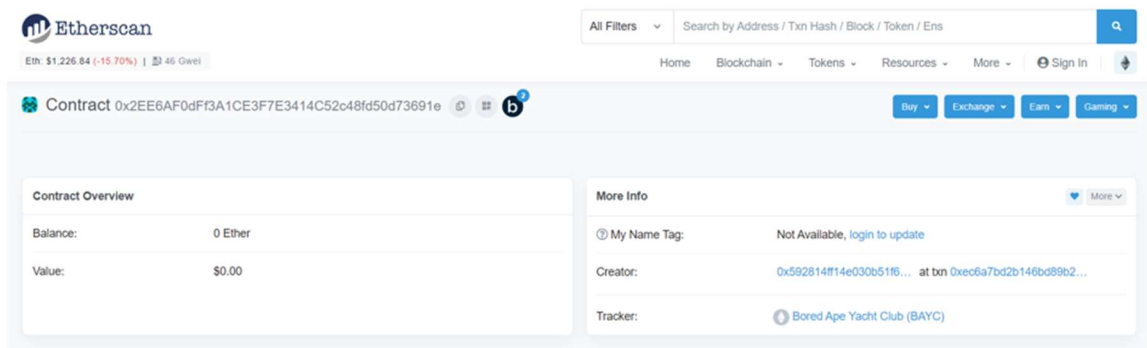 Etherscan
All Filters
Search by Address / Txn Hash / Block / Token / Ens
Eth: $1,226.84 (-15.70%) | 46 Gwei
Home Blockchain Tokens Resources More Sign In
Contract 0x2EE6AF0dFf3A1CE3F7E3414C52c48fd50d73691e b 2
Buy Exchange Earn Gaming
Contract Overview
Balance: 0 Ether
Value: $0.00
More Info
More
My Name Tag: Not Available, login to update
Creator: 0x592814ff14e030b51f6... at txn 0xec6a7bd2b146bd89b2...
Tracker: Bored Ape Yacht Club (BAYC)